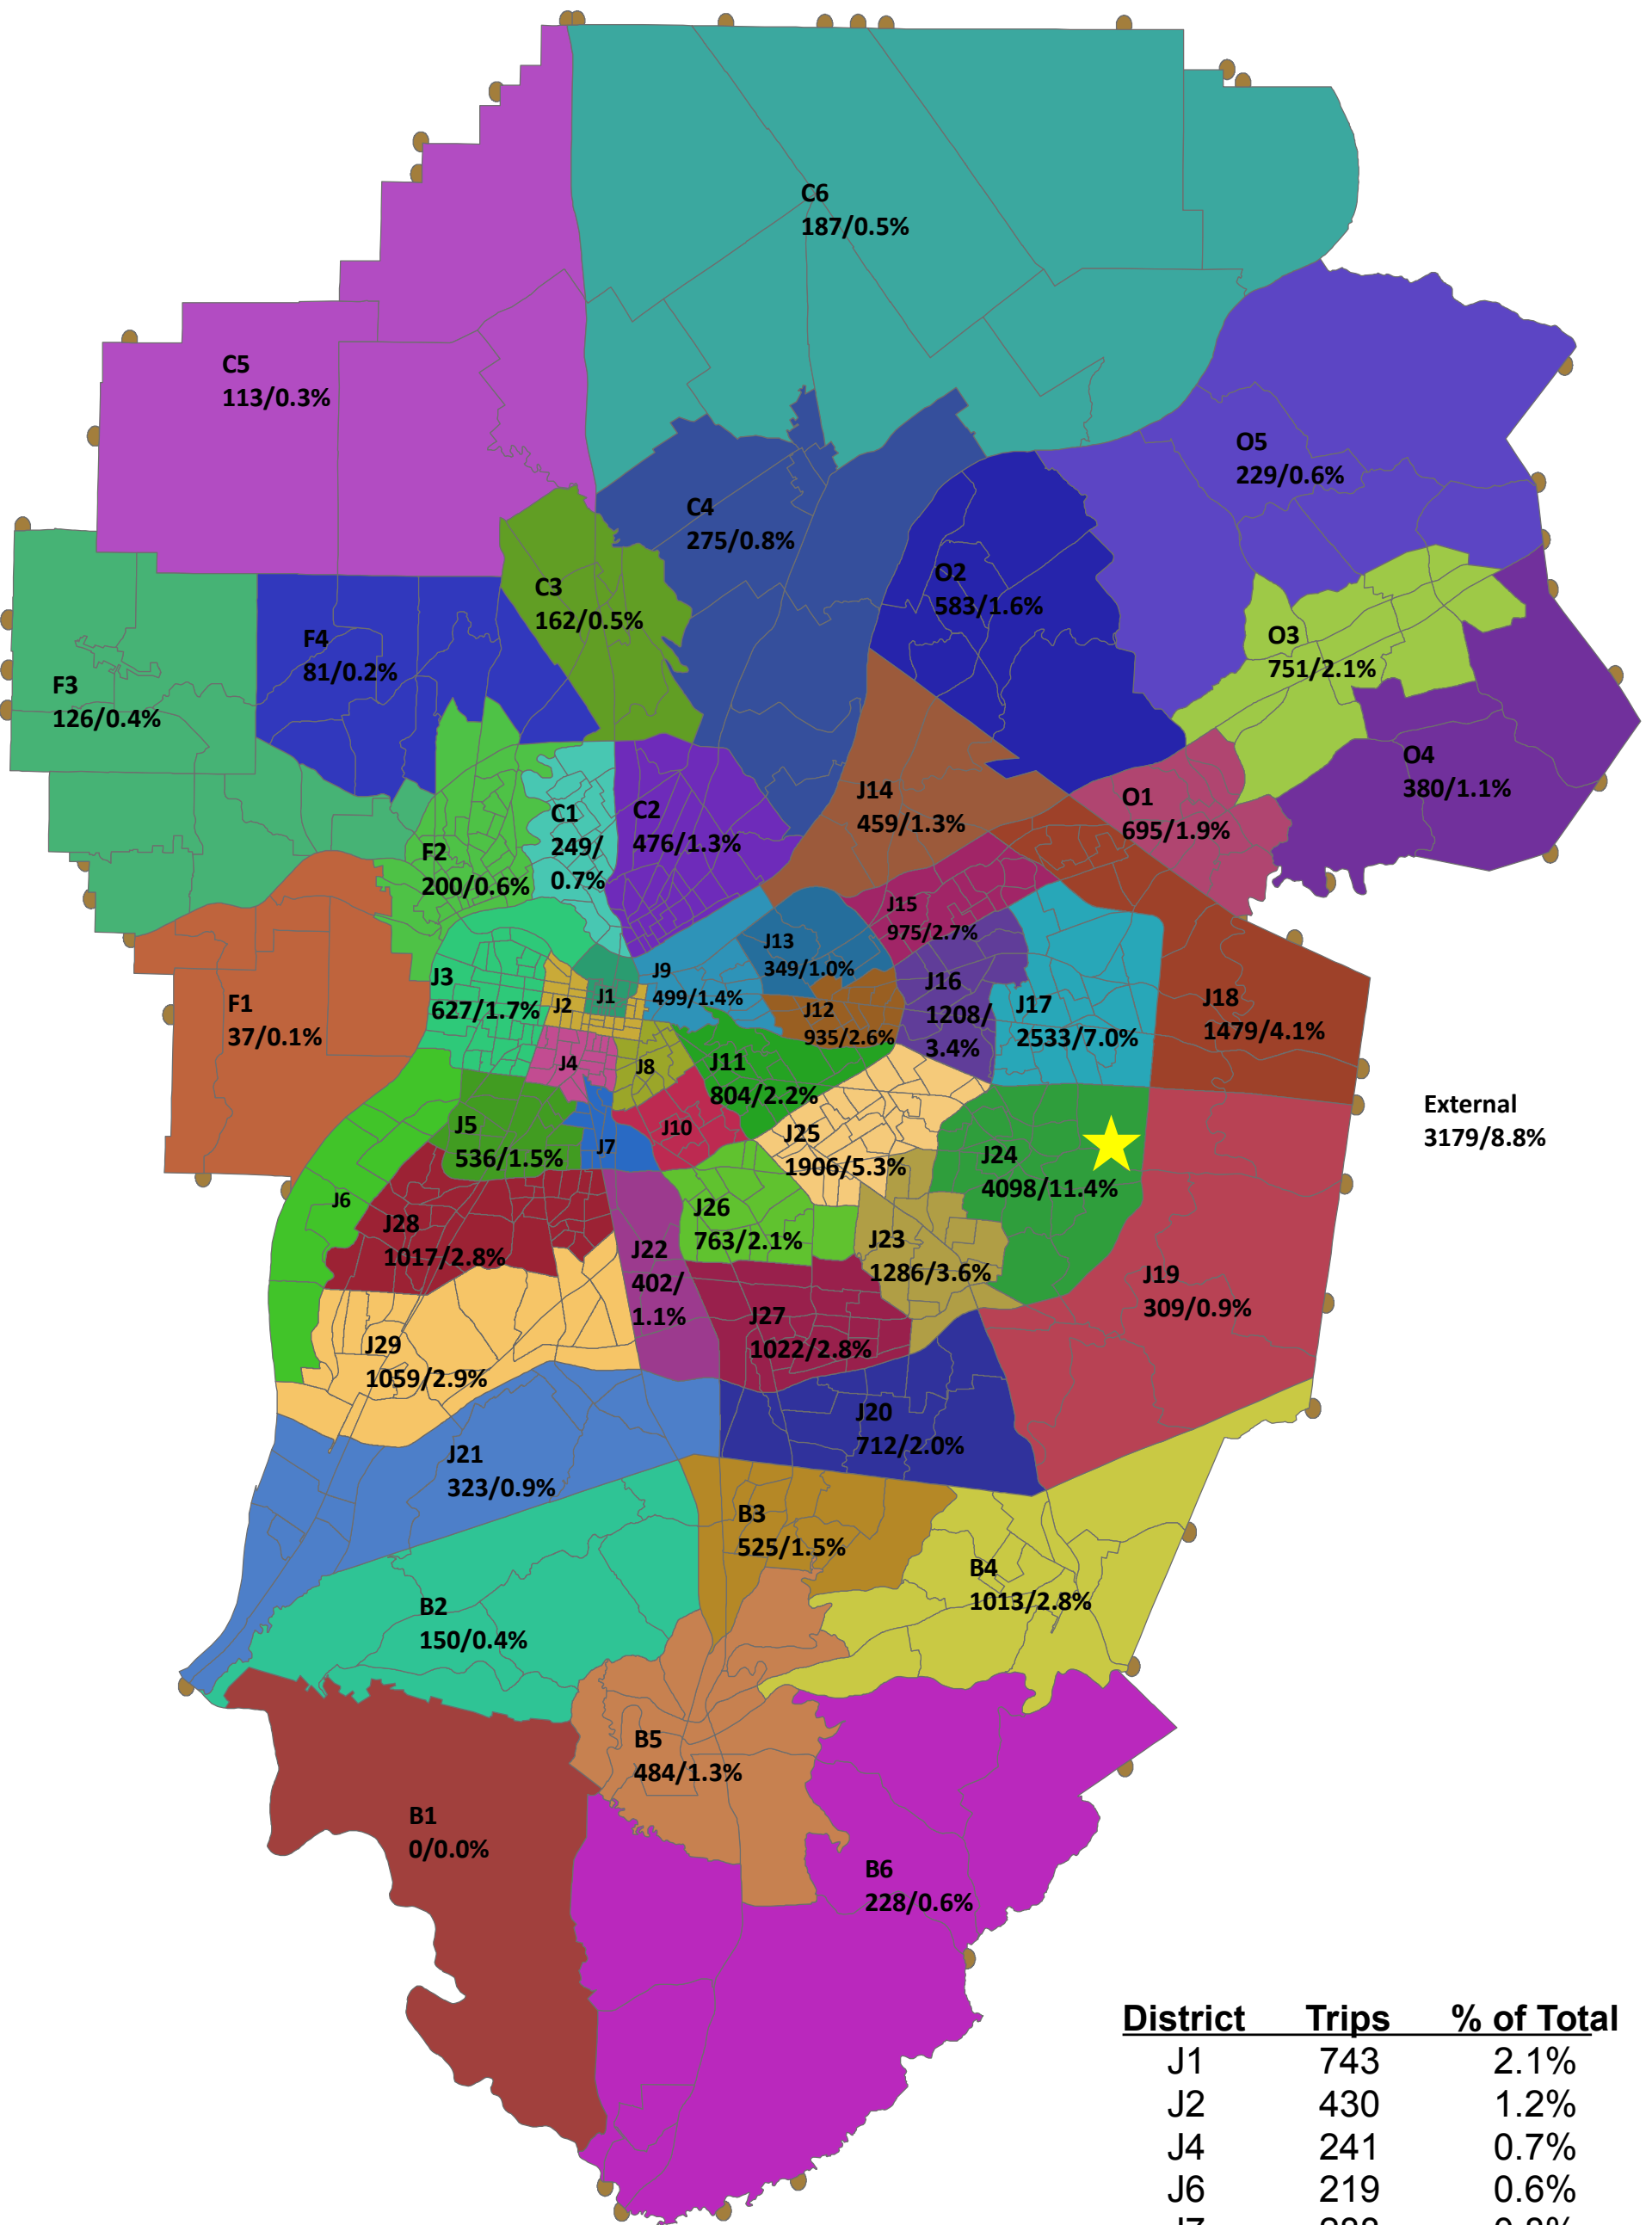 C6
187/0.5%
C5
113/0.3%
O5
229/0.6%
C4
275/0.8%
O2
583/1.6%
C3
162/0.5%
F4
81/0.2%
O3
751/2.1%
F3
126/0.4%
O4
380/1.1%
J14
459/1.3%
O1
695/1.9%
C1
249/
0.7%
C2
476/1.3%
F2
200/0.6%
J15
975/2.7%
J13
349/1.0%
J9
499/1.4%
J3
627/1.7%
J2
J1
J12
935/2.6%
J16
1208/
3.4%
J17
2533/7.0%
J18
1479/4.1%
F1
37/0.1%
J4
J8
J11
804/2.2%
External
3179/8.8%
J5
536/1.5%
J7
J10
J25
1906/5.3%
J24
4098/11.4%
J6
J28
1017/2.8%
J22
402/
1.1%
J26
763/2.1%
J23
1286/3.6%
J19
309/0.9%
J29
1059/2.9%
J27
1022/2.8%
J20
712/2.0%
J21
323/0.9%
B3
525/1.5%
B4
1013/2.8%
B2
150/0.4%
B5
484/1.3%
B1
0/0.0%
B6
228/0.6%
District Trips % of Total
J1 743 2.1%
J2 430 1.2%
J4 241 0.7%
J6 219 0.6%